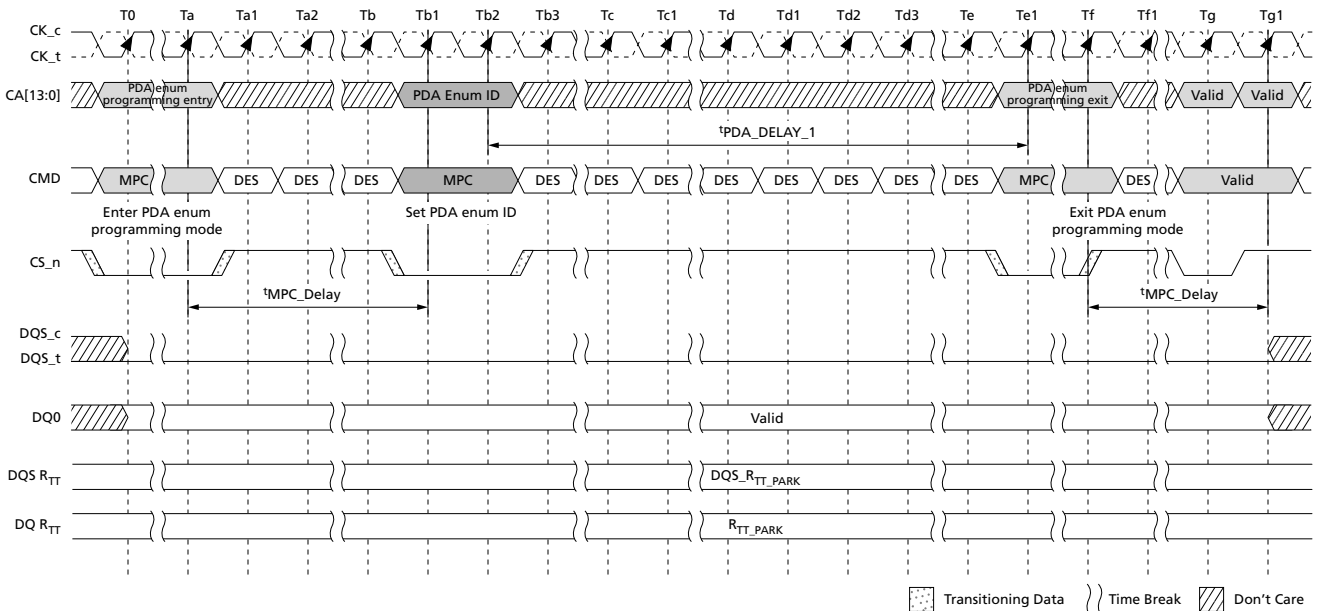 T0 Ta Ta1 Ta2 Tb Tb1 Tb2 Tb3 Tc Tc1 Td Td1 Td2 Td3 Te Te1 Tf Tf1 Tg Tg1
CK_c
CK_t
CA[13:0] PDA enum programming entry PDA Enum ID PDA enum programming exit Valid Valid
tPDA_DELAY_1
CMD MPC DES DES DES MPC DES DES DES DES DES DES DES DES MPC DES Valid
Enter PDA enum programming mode Set PDA enum ID Exit PDA enum programming mode
CS_n
tMPC_Delay tMPC_Delay
DQS_c
DQS_t
DQ0 Valid
DQS RTT DQS_RTT_PARK
DQ RTT RTT_PARK
Transitioning Data Time Break Don't Care